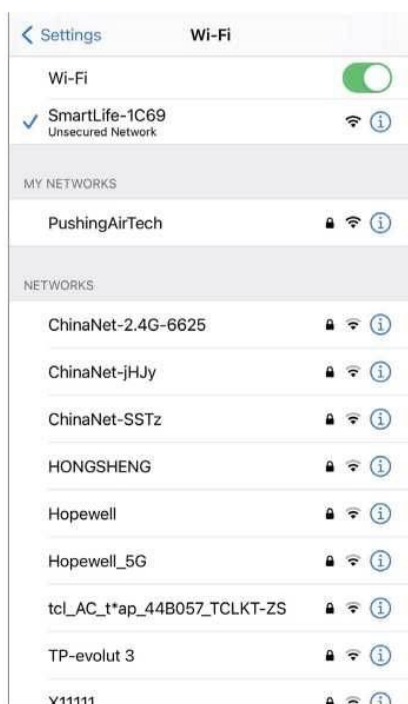 Settings
Wi-Fi
Wi-Fi
SmartLife-1C69
Unsecured Network
MY NETWORKS
PushingAirTech
NETWORKS
ChinaNet-2.4G-6625
ChinaNet-jHJy
ChinaNet-SSTz
HONGSHENG
Hopewell
Hopewell_5G
tcl_AC_t*ap_44B057_TCLKT-ZS
TP-evolut 3
X11111